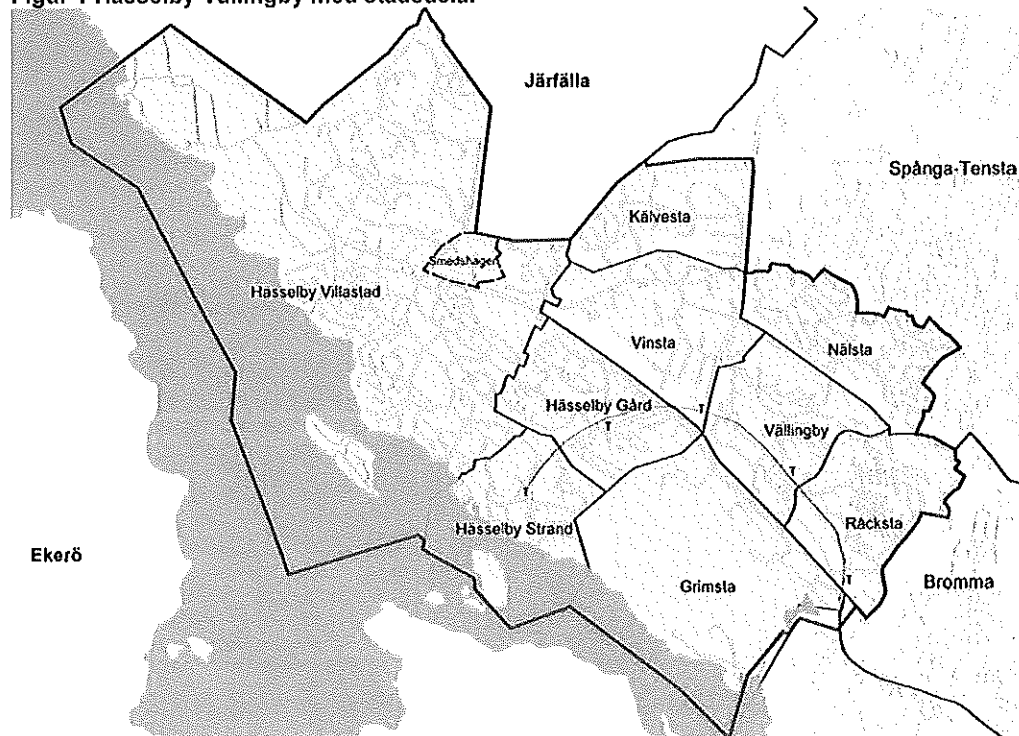 Figur 1 Hässelby-Vällingby med stadsdelar
Järfälla
Spånga-Tensta
Kälvesta
Smedshagen
Hässelby Villastad
Vinsta
Nälsta
Hässelby Gård
T
T
Vällingby
T
T
Hässelby Strand
Råcksta
Ekerö
Grimsta
T
Bromma